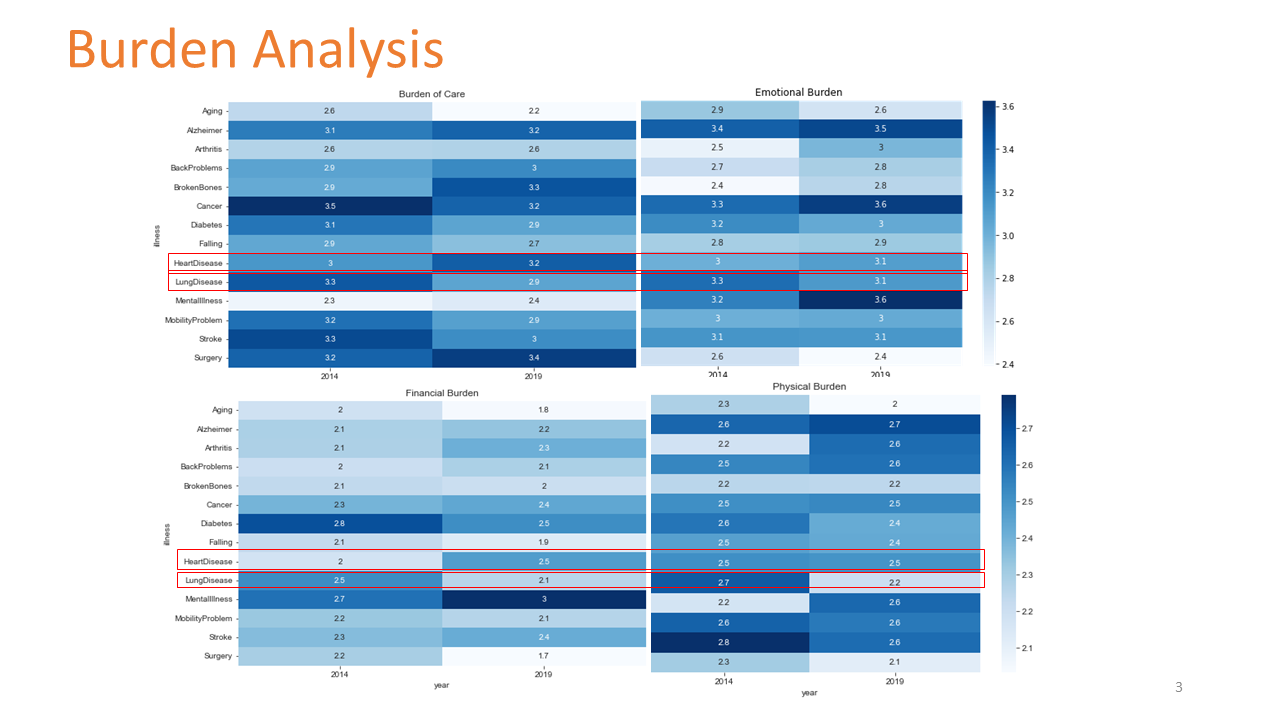 Burden Analysis
Burden of Care
Emotional Burden
Aging 2.6 2.2 2.9 2.6
Alzheimer 3.1 3.2 3.4 3.5
Arthritis 2.6 2.6 2.5 3
BackProblems 2.9 3 2.7 2.8
BrokenBones 2.9 3.3 2.4 2.8
Cancer 3.5 3.2 3.3 3.6
Diabetes 3.1 2.9 3.2 3
Falling 2.9 2.7 2.8 2.9
HeartDisease 3 3.2 3 3.1
LungDisease 3.3 2.9 3.3 3.1
MentalIllness 2.3 2.4 3.2 3.6
MobilityProblem 3.2 2.9 3 3
Stroke 3.3 3 3.1 3.1
Surgery 3.2 3.4 2.6 2.4
illness
2014 2019 2014 2019
3.6
3.4
3.2
3.0
2.8
2.6
2.4
Financial Burden
Physical Burden
Aging 2 1.8 2.3 2
Alzheimer 2.1 2.2 2.6 2.7
Arthritis 2.1 2.3 2.2 2.6
BackProblems 2 2.1 2.5 2.6
BrokenBones 2.1 2 2.2 2.2
Cancer 2.3 2.4 2.5 2.5
Diabetes 2.8 2.5 2.6 2.4
Falling 2.1 1.9 2.5 2.4
HeartDisease 2 2.5 2.5 2.5
LungDisease 2.5 2.1 2.7 2.2
MentalIllness 2.7 3 2.2 2.6
MobilityProblem 2.2 2.1 2.6 2.6
Stroke 2.3 2.4 2.8 2.6
Surgery 2.2 1.7 2.3 2.1
illness
2014 2019 2014 2019
year year
2.7
2.6
2.5
2.4
2.3
2.2
2.1
3